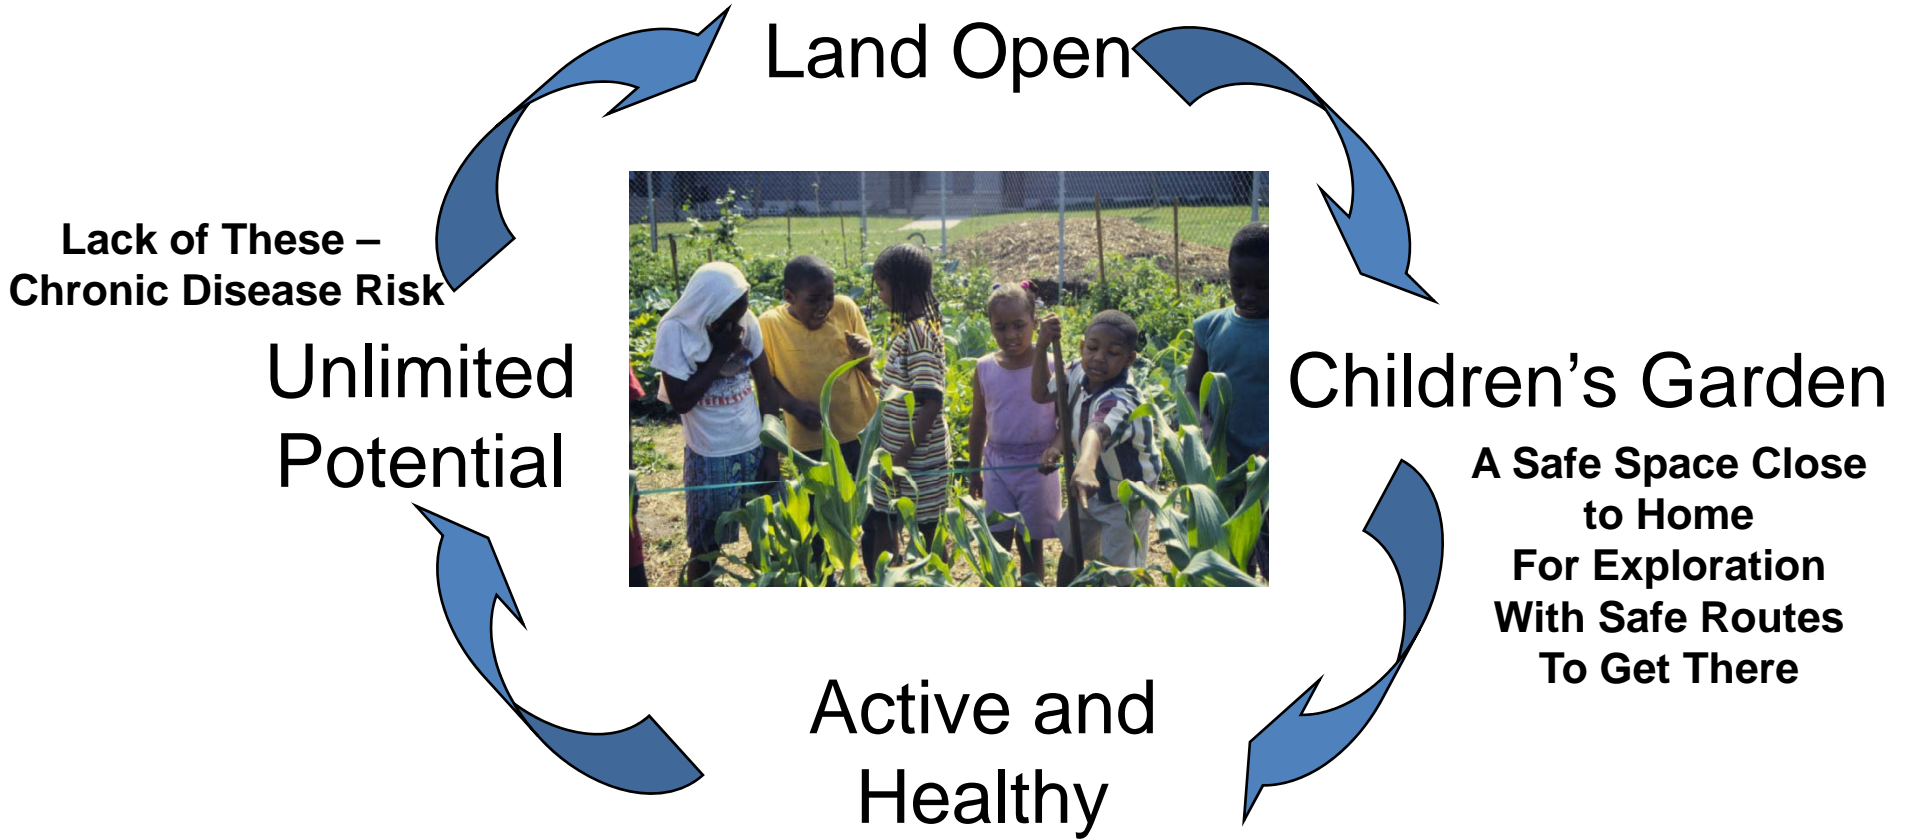 Land Open
Lack of These –
Chronic Disease Risk
Unlimited
Potential
Children’s Garden
A Safe Space Close
to Home
For Exploration
With Safe Routes
To Get There
Active and
Healthy